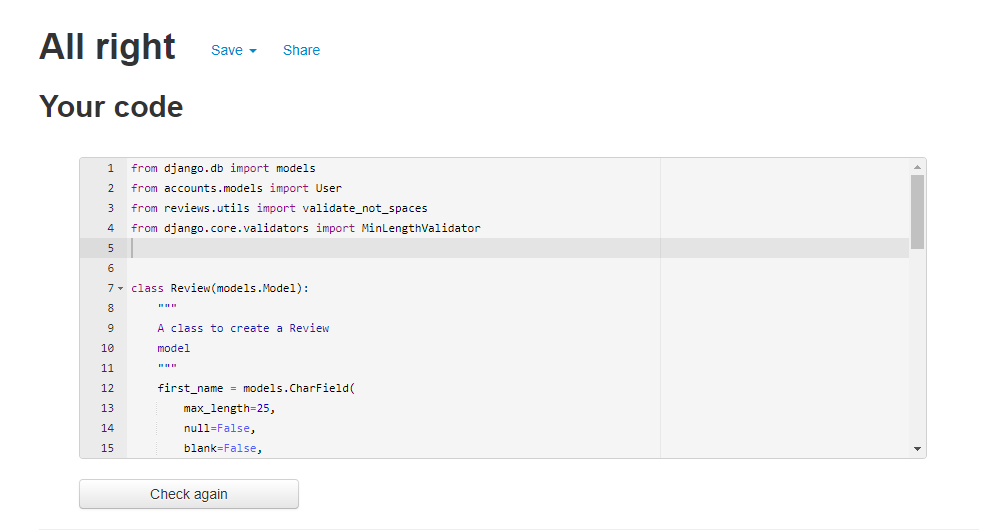 All right Save Share
Your code
1 from django.db import models
2 from accounts.models import User
3 from reviews.utils import validate_not_spaces
4 from django.core.validators import MinLengthValidator
5
6
7 class Review(models.Model):
8     """
9     A class to create a Review
10     model
11     """
12     first_name = models.CharField(
13         max_length=25,
14         null=False,
15         blank=False,
Check again